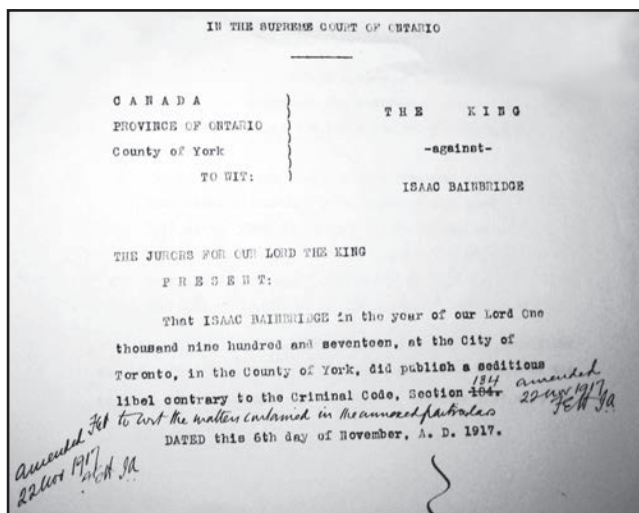 IN THE SUPREME COURT OF ONTARIO
C A N A D A
PROVINCE OF ONTARIO
County of York
TO WIT:
T H E K I N G
-against-
ISAAC BAINBRIDGE
THE JURORS FOR OUR LORD THE KING
P R E S E N T:
That ISAAC BAINBRIDGE in the year of our Lord One
thousand nine hundred and seventeen, at the City of
Toronto, in the County of York, did publish a seditious
134
libel contrary to the Criminal Code, Section 104.
amended
22 Nov 1917
to wit the matters contained in the annexed particulars
DATED this 6th day of November, A. D. 1917.
amended
22 Nov 1917